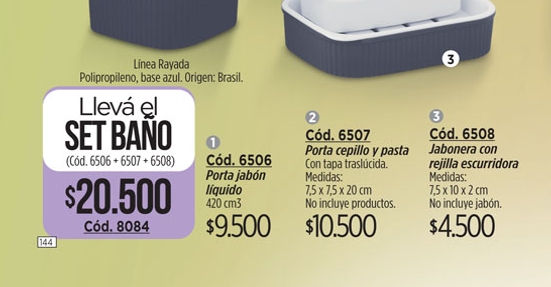 Línea Rayada
Polipropileno, base azul. Origen: Brasil.
Llevá el
SET BAÑO
(Cód. 6506 + 6507 + 6508)
$20.500
Cód. 8084
144
1
Cód. 6506
Porta jabón
líquido
420 cm3
$9.500
2
Cód. 6507
Porta cepillo y pasta
Con tapa traslúcida.
Medidas:
7,5 x 7,5 x 20 cm
No incluye productos.
$10.500
3
3
Cód. 6508
Jabonera con
rejilla escurridora
Medidas:
7,5 x 10 x 2 cm
No incluye jabón.
$4.500